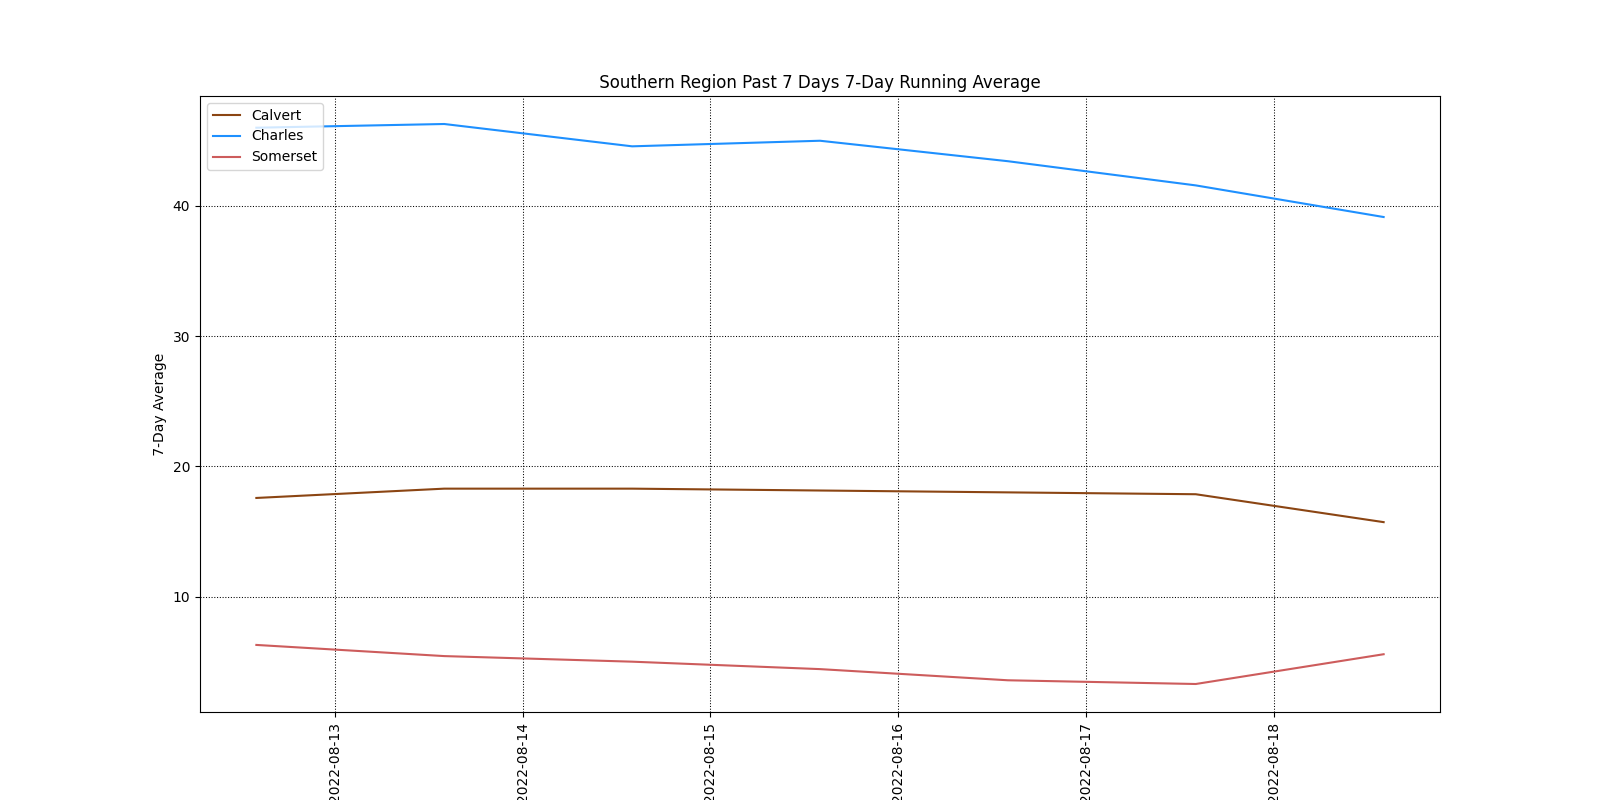 Southern Region Past 7 Days 7-Day Running Average
Calvert
Charles
Somerset
7-Day Average
40
30
20
10
2022-08-13
2022-08-14
2022-08-15
2022-08-16
2022-08-17
2022-08-18